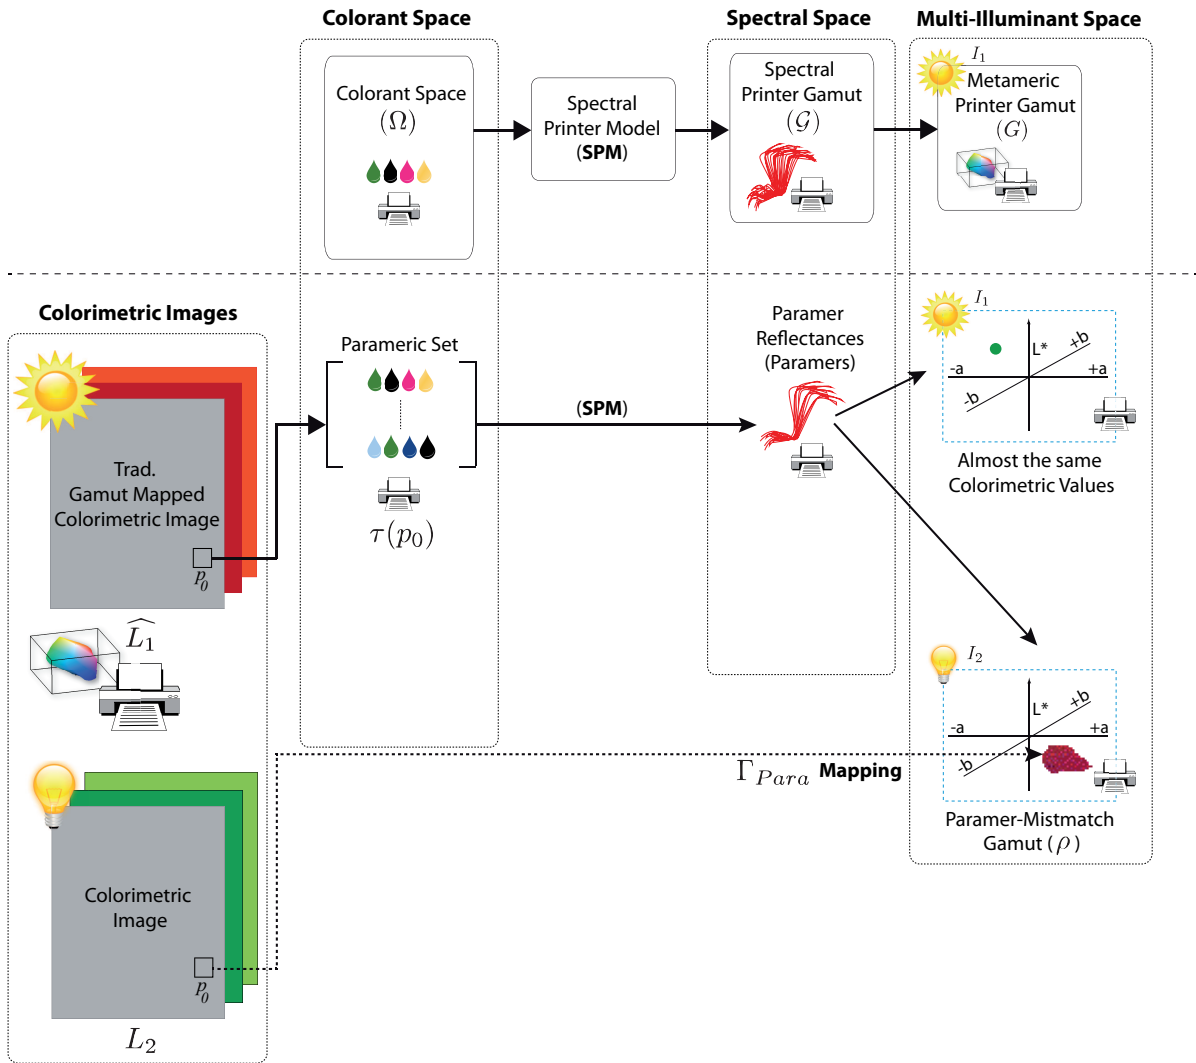 Colorant Space
Spectral Space
Multi-Illuminant Space
Colorant Space
(Ω)
Spectral
Printer Model
(SPM)
Spectral
Printer Gamut
(𝒢)
I₁
Metameric
Printer Gamut
(G)
Colorimetric Images
Trad.
Gamut Mapped
Colorimetric Image
p₀
L̂₁
Parameric Set
τ(p₀)
(SPM)
Paramer
Reflectances
(Paramers)
I₁
L*
+b
-a
+a
-b
Almost the same
Colorimetric Values
I₂
L*
+b
-a
+a
-b
Γ_Para Mapping
Paramer-Mistmatch
Gamut (ρ)
Colorimetric
Image
p₀
L₂